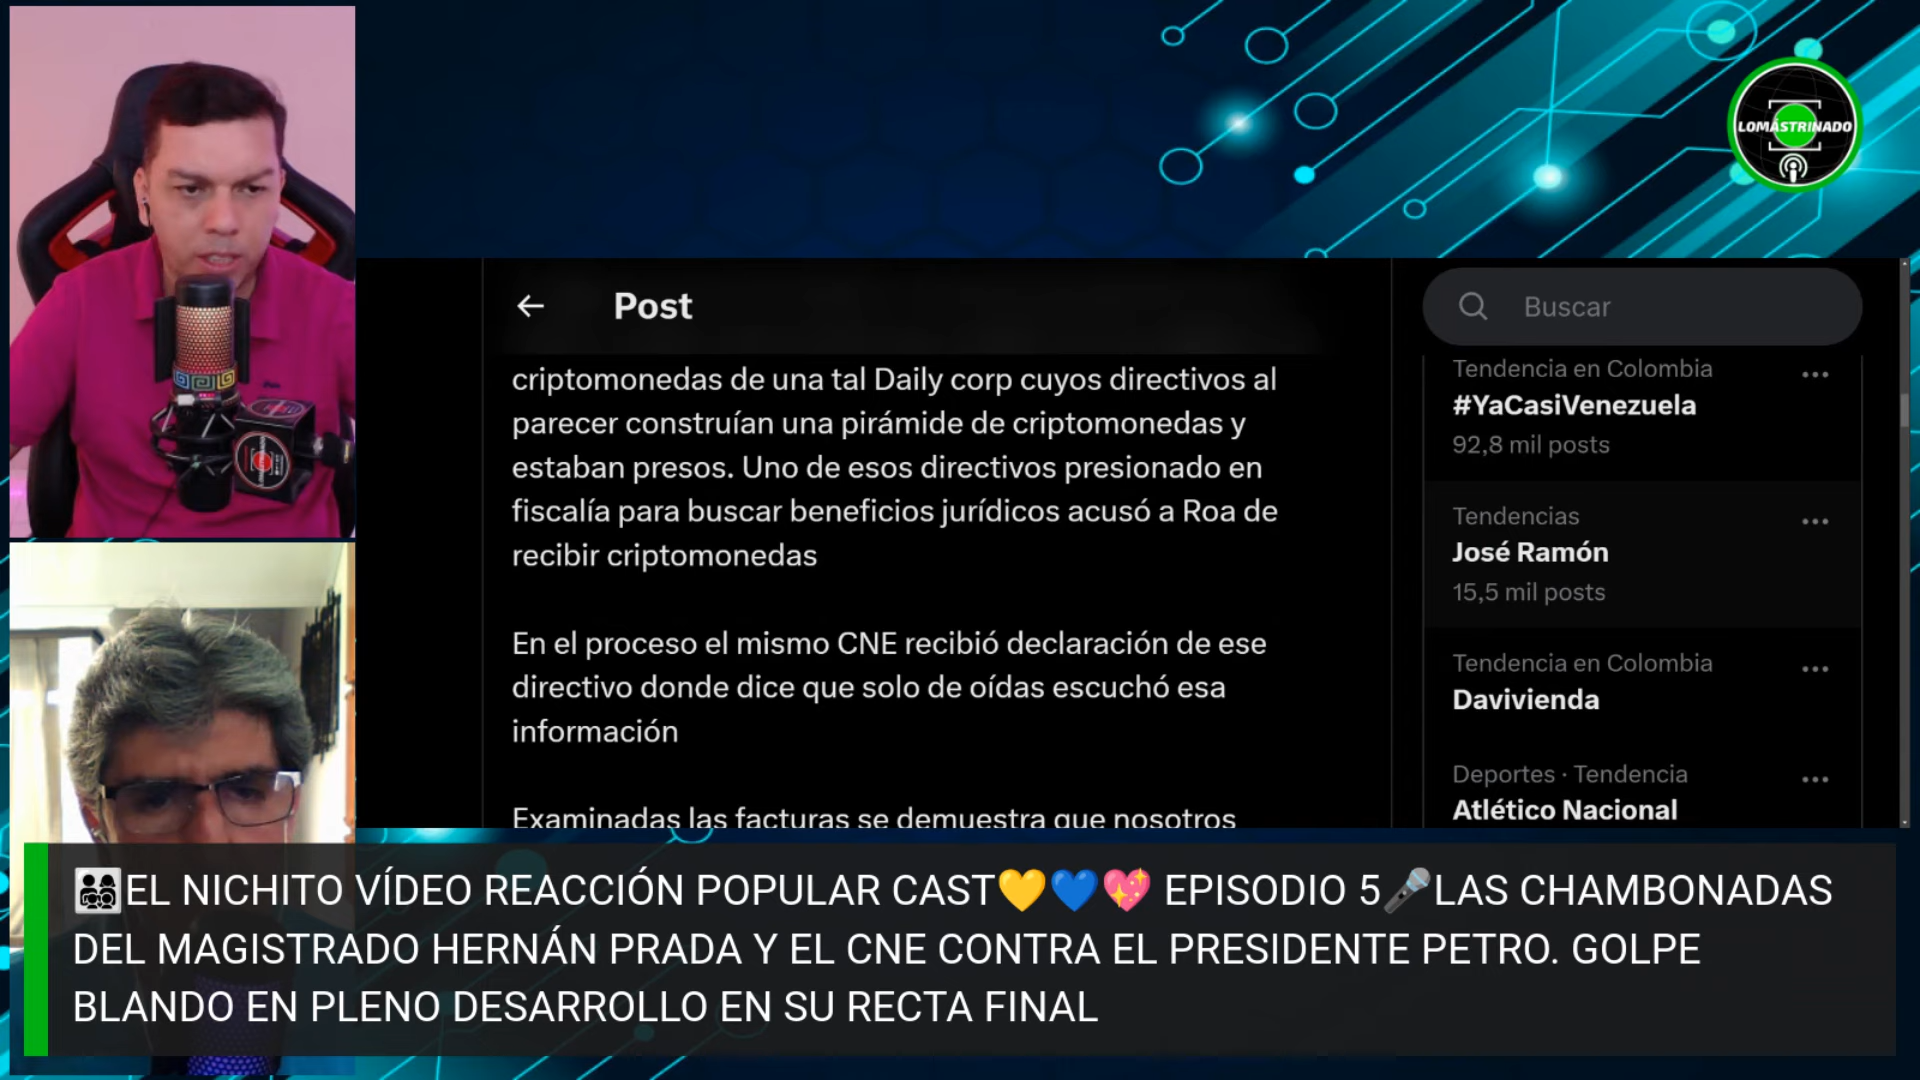 LOMÁSTRINADO
Post
Buscar
criptomonedas de una tal Daily corp cuyos directivos al
parecer construían una pirámide de criptomonedas y
estaban presos. Uno de esos directivos presionado en
fiscalía para buscar beneficios jurídicos acusó a Roa de
recibir criptomonedas
En el proceso el mismo CNE recibió declaración de ese
directivo donde dice que solo de oídas escuchó esa
información
Examinadas las facturas se demuestra que nosotros
Tendencia en Colombia
#YaCasiVenezuela
92,8 mil posts
Tendencias
José Ramón
15,5 mil posts
Tendencia en Colombia
Davivienda
Deportes · Tendencia
Atlético Nacional
👨‍👩‍👧‍👦EL NICHITO VÍDEO REACCIÓN POPULAR CAST💛💙💖 EPISODIO 5🎤LAS CHAMBONADAS
DEL MAGISTRADO HERNÁN PRADA Y EL CNE CONTRA EL PRESIDENTE PETRO. GOLPE
BLANDO EN PLENO DESARROLLO EN SU RECTA FINAL